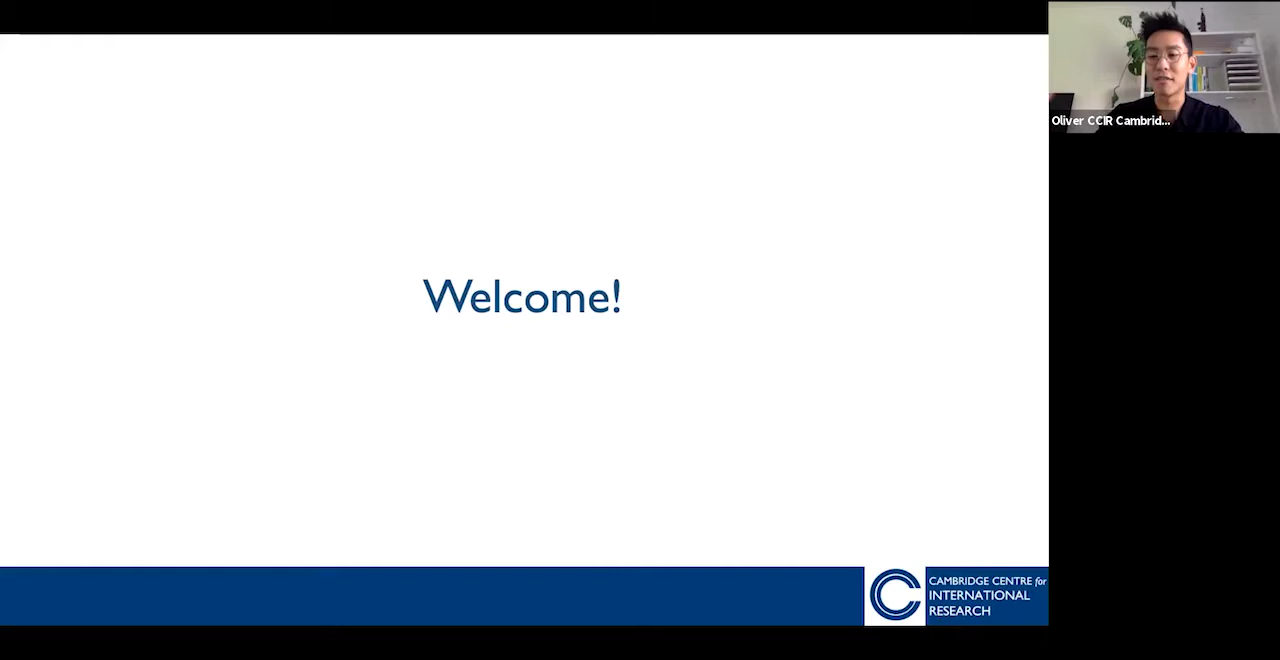 Welcome!
Oliver CCIR Cambrid...
CAMBRIDGE CENTRE for
INTERNATIONAL
RESEARCH